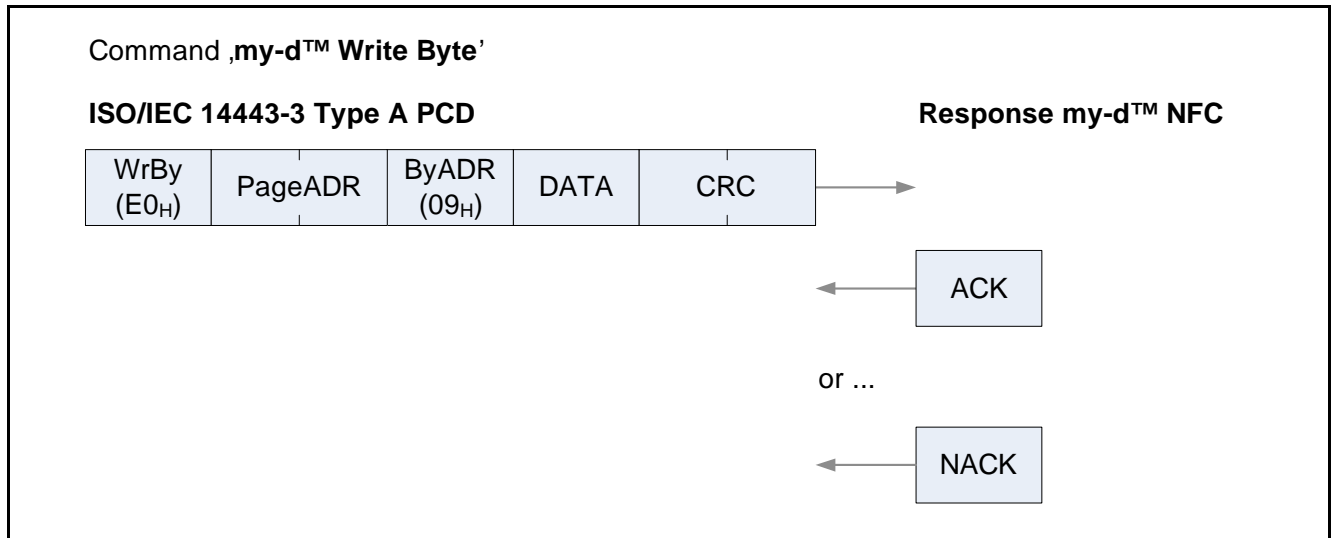 Command ‚my-d™ Write Byte’
ISO/IEC 14443-3 Type A PCD
Response my-d™ NFC
WrBy
(E0H)
PageADR
ByADR
(09H)
DATA
CRC
ACK
or ...
NACK